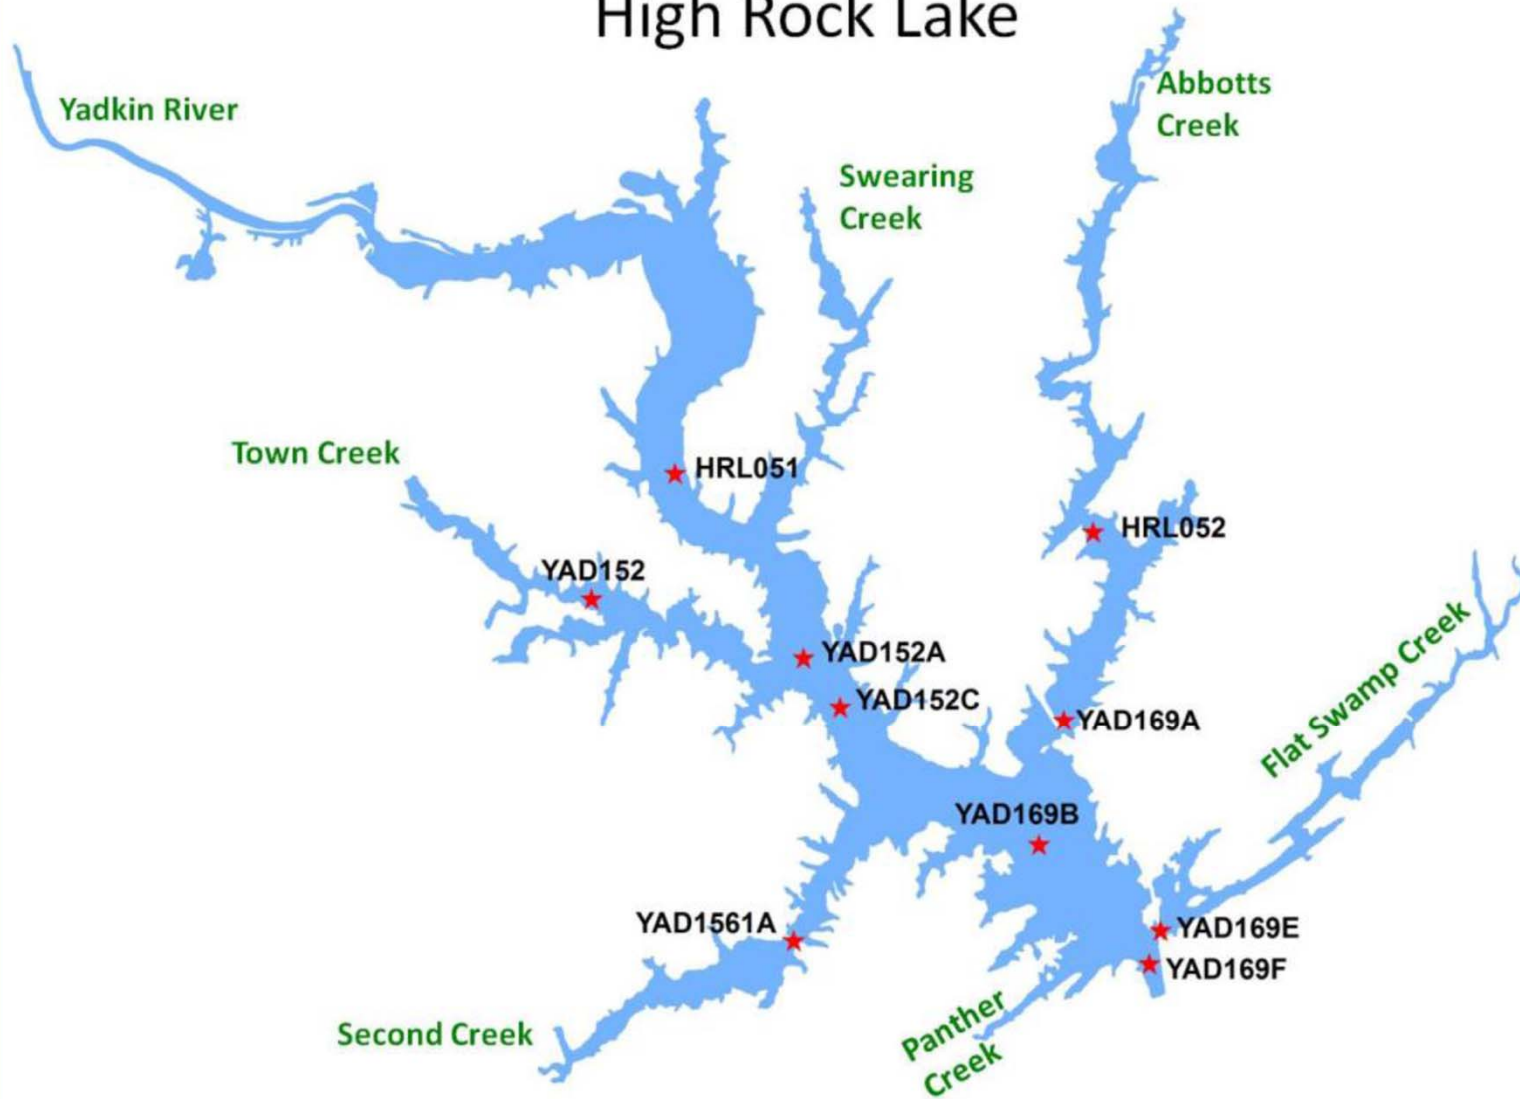 High Rock Lake
Yadkin River
Abbotts
Creek
Swearing
Creek
Town Creek
HRL051
HRL052
YAD152
YAD152A
YAD152C
YAD169A
Flat Swamp Creek
YAD169B
YAD1561A
YAD169E
YAD169F
Second Creek
Panther
Creek